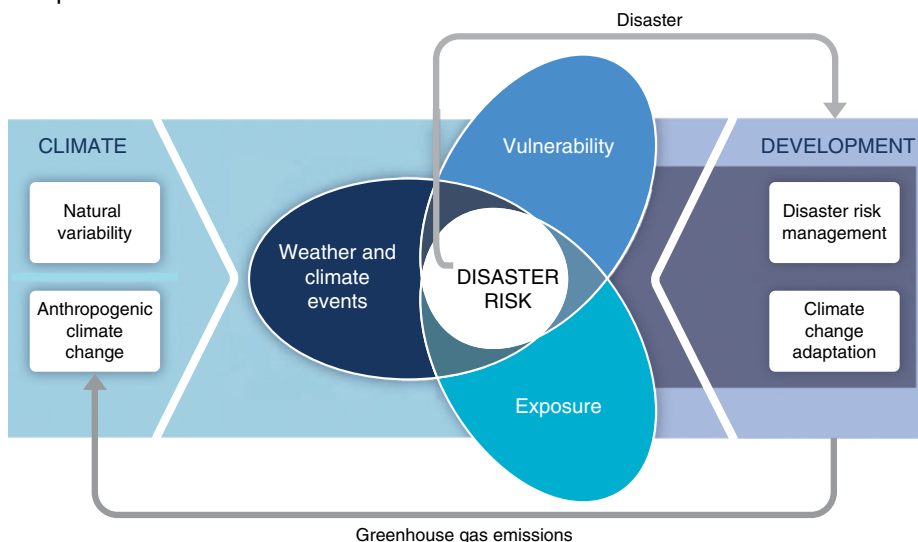 Disaster
CLIMATE
Natural
variability
Anthropogenic
climate
change
Vulnerability
Weather and
climate
events
DISASTER
RISK
Exposure
DEVELOPMENT
Disaster risk
management
Climate
change
adaptation
Greenhouse gas emissions